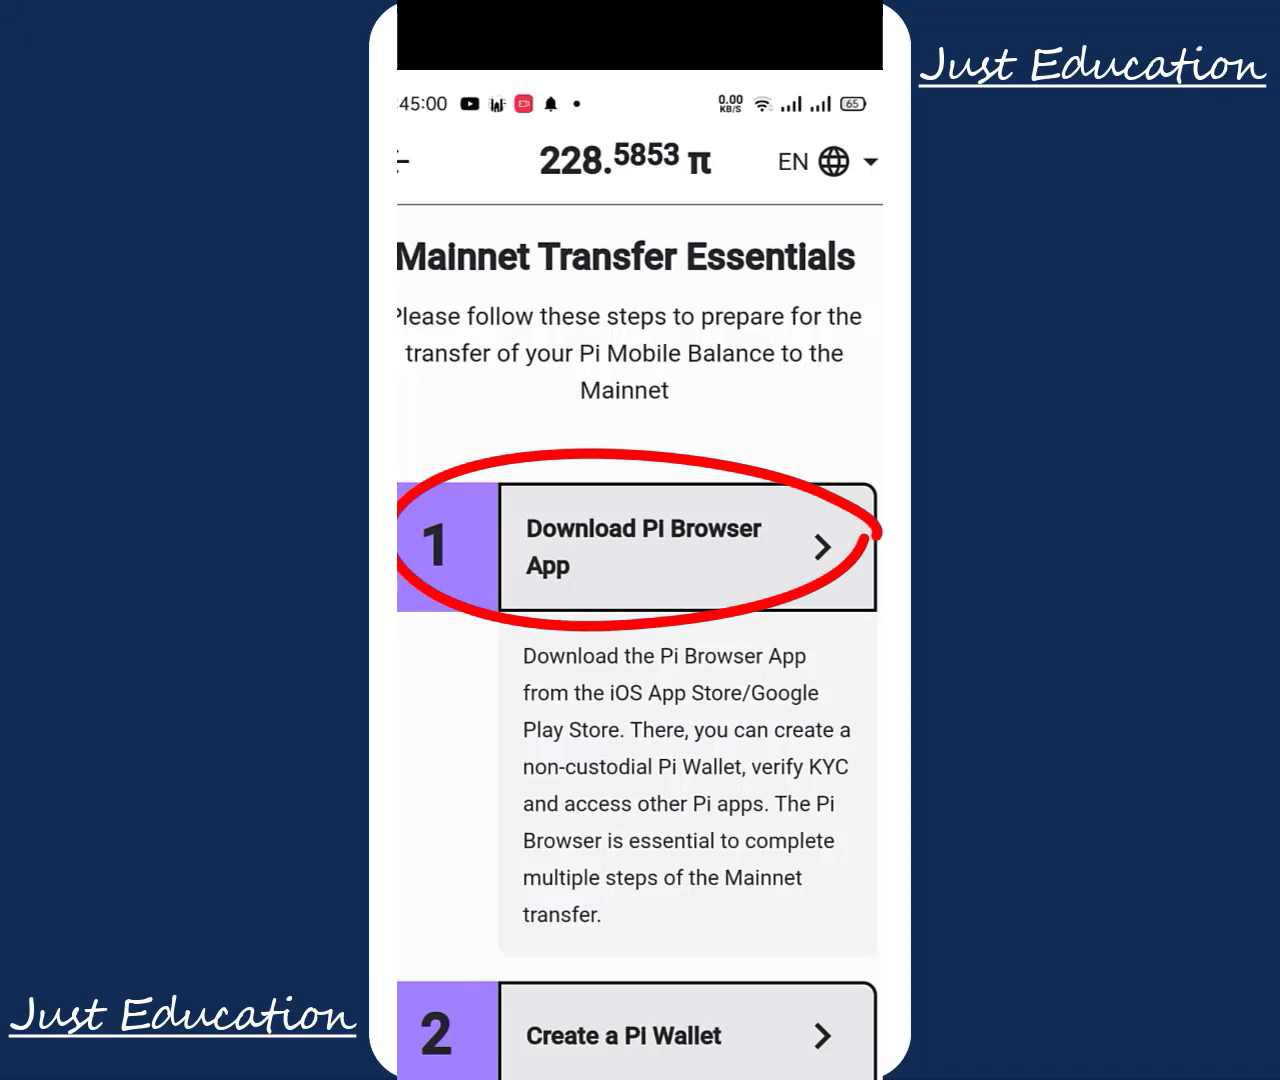 Just Education
:45:00
0.00
KB/S
65
228.5853 π
EN
Mainnet Transfer Essentials
Please follow these steps to prepare for the
transfer of your Pi Mobile Balance to the
Mainnet
1
Download Pi Browser
App
Download the Pi Browser App
from the iOS App Store/Google
Play Store. There, you can create a
non-custodial Pi Wallet, verify KYC
and access other Pi apps. The Pi
Browser is essential to complete
multiple steps of the Mainnet
transfer.
2
Create a Pi Wallet
Just Education